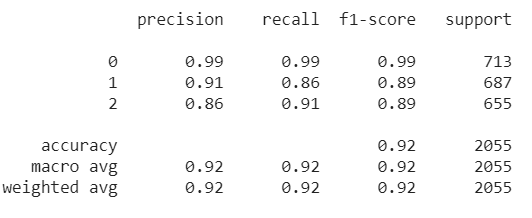 precision recall f1-score support
0 0.99 0.99 0.99 713
1 0.91 0.86 0.89 687
2 0.86 0.91 0.89 655
accuracy 0.92 2055
macro avg 0.92 0.92 0.92 2055
weighted avg 0.92 0.92 0.92 2055